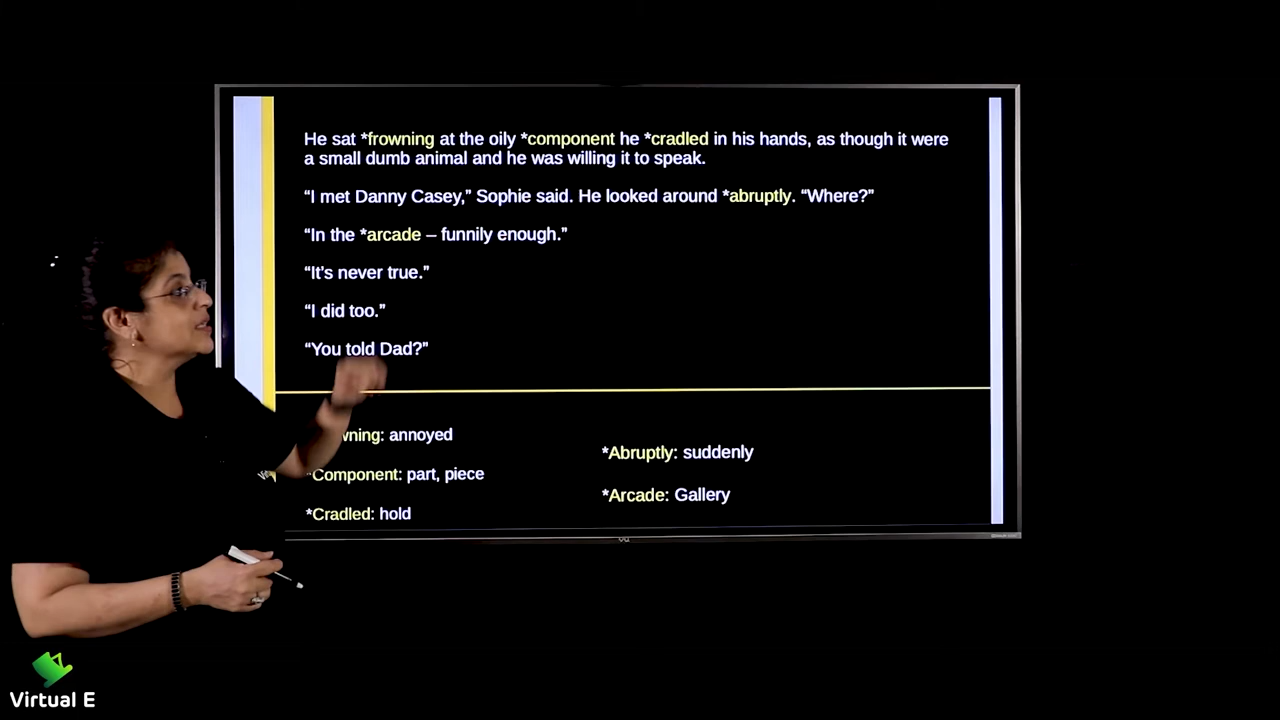 He sat *frowning at the oily *component he *cradled in his hands, as though it were
a small dumb animal and he was willing it to speak.
“I met Danny Casey,” Sophie said. He looked around *abruptly. “Where?”
“In the *arcade – funnily enough.”
“It’s never true.”
“I did too.”
“You told Dad?”
wning: annoyed
*Component: part, piece
*Cradled: hold
*Abruptly: suddenly
*Arcade: Gallery
Virtual E